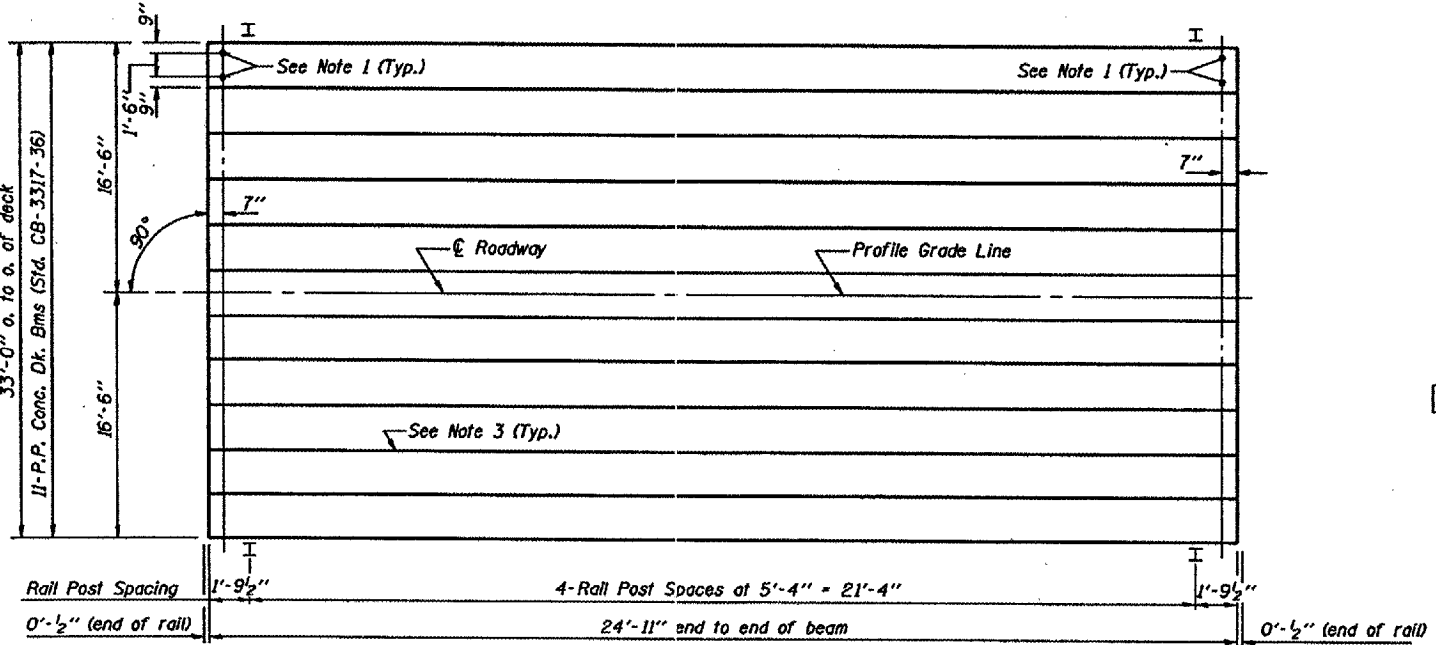 9"
I
I
See Note 1 (Typ.)
See Note 1 (Typ.)
1'-6"
9"
33'-0" o. to o. of deck
11-P.P. Conc. Dk. Bms (Std. CB-3317-36)
16'-6"
7"
7"
90°
℄ Roadway
Profile Grade Line
16'-6"
See Note 3 (Typ.)
I
I
Rail Post Spacing
1'-9½"
4-Rail Post Spaces at 5'-4" = 21'-4"
1'-9½"
0'-½" (end of rail)
24'-11" end to end of beam
0'-½" (end of rail)